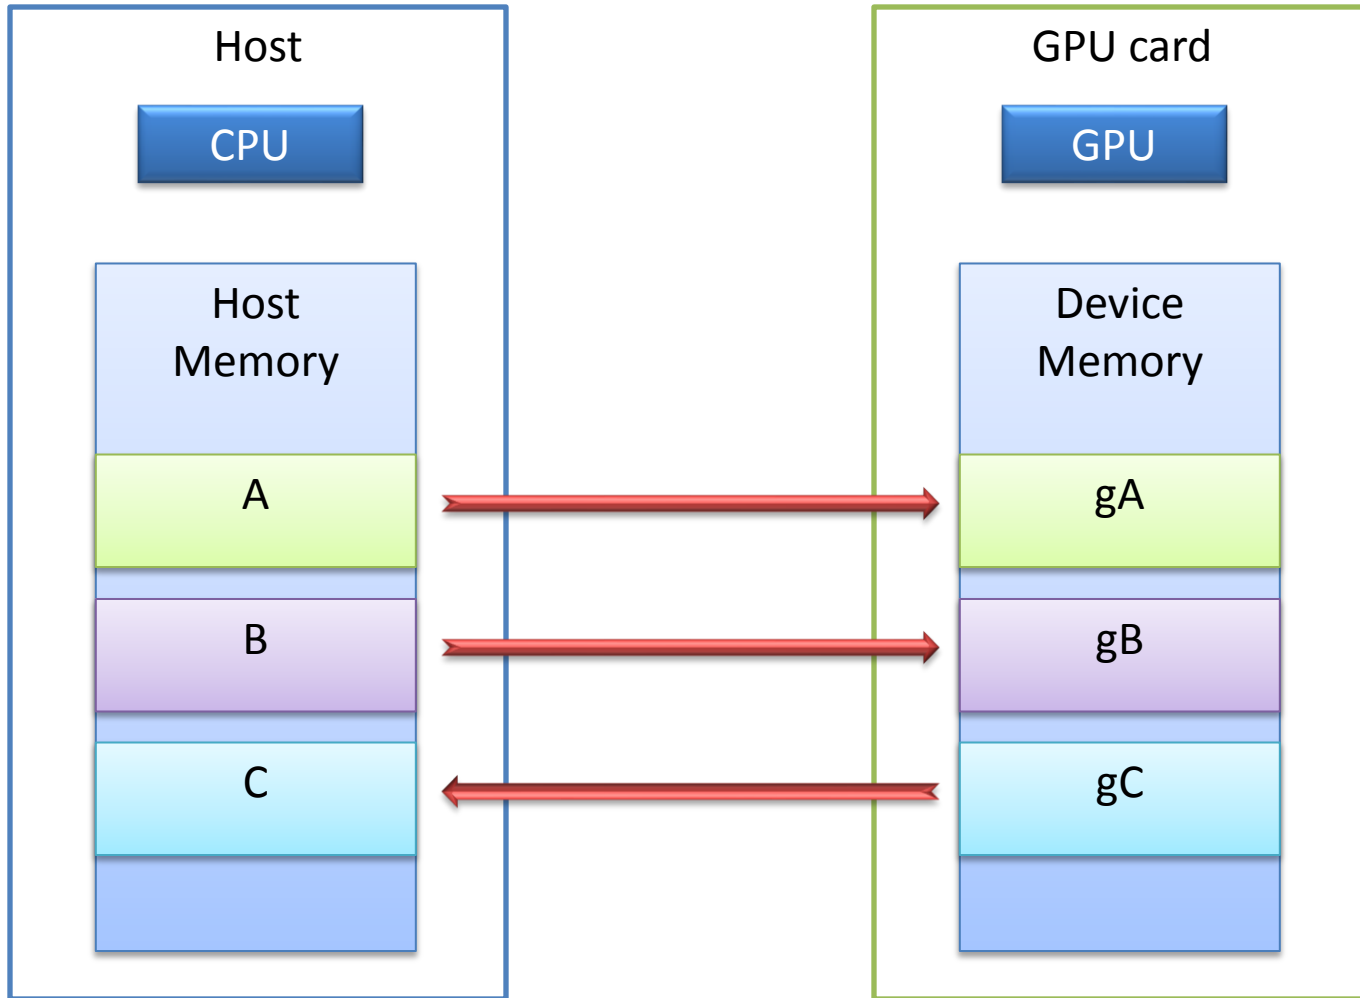 Host
CPU
Host
Memory
A
B
C
GPU card
GPU
Device
Memory
gA
gB
gC